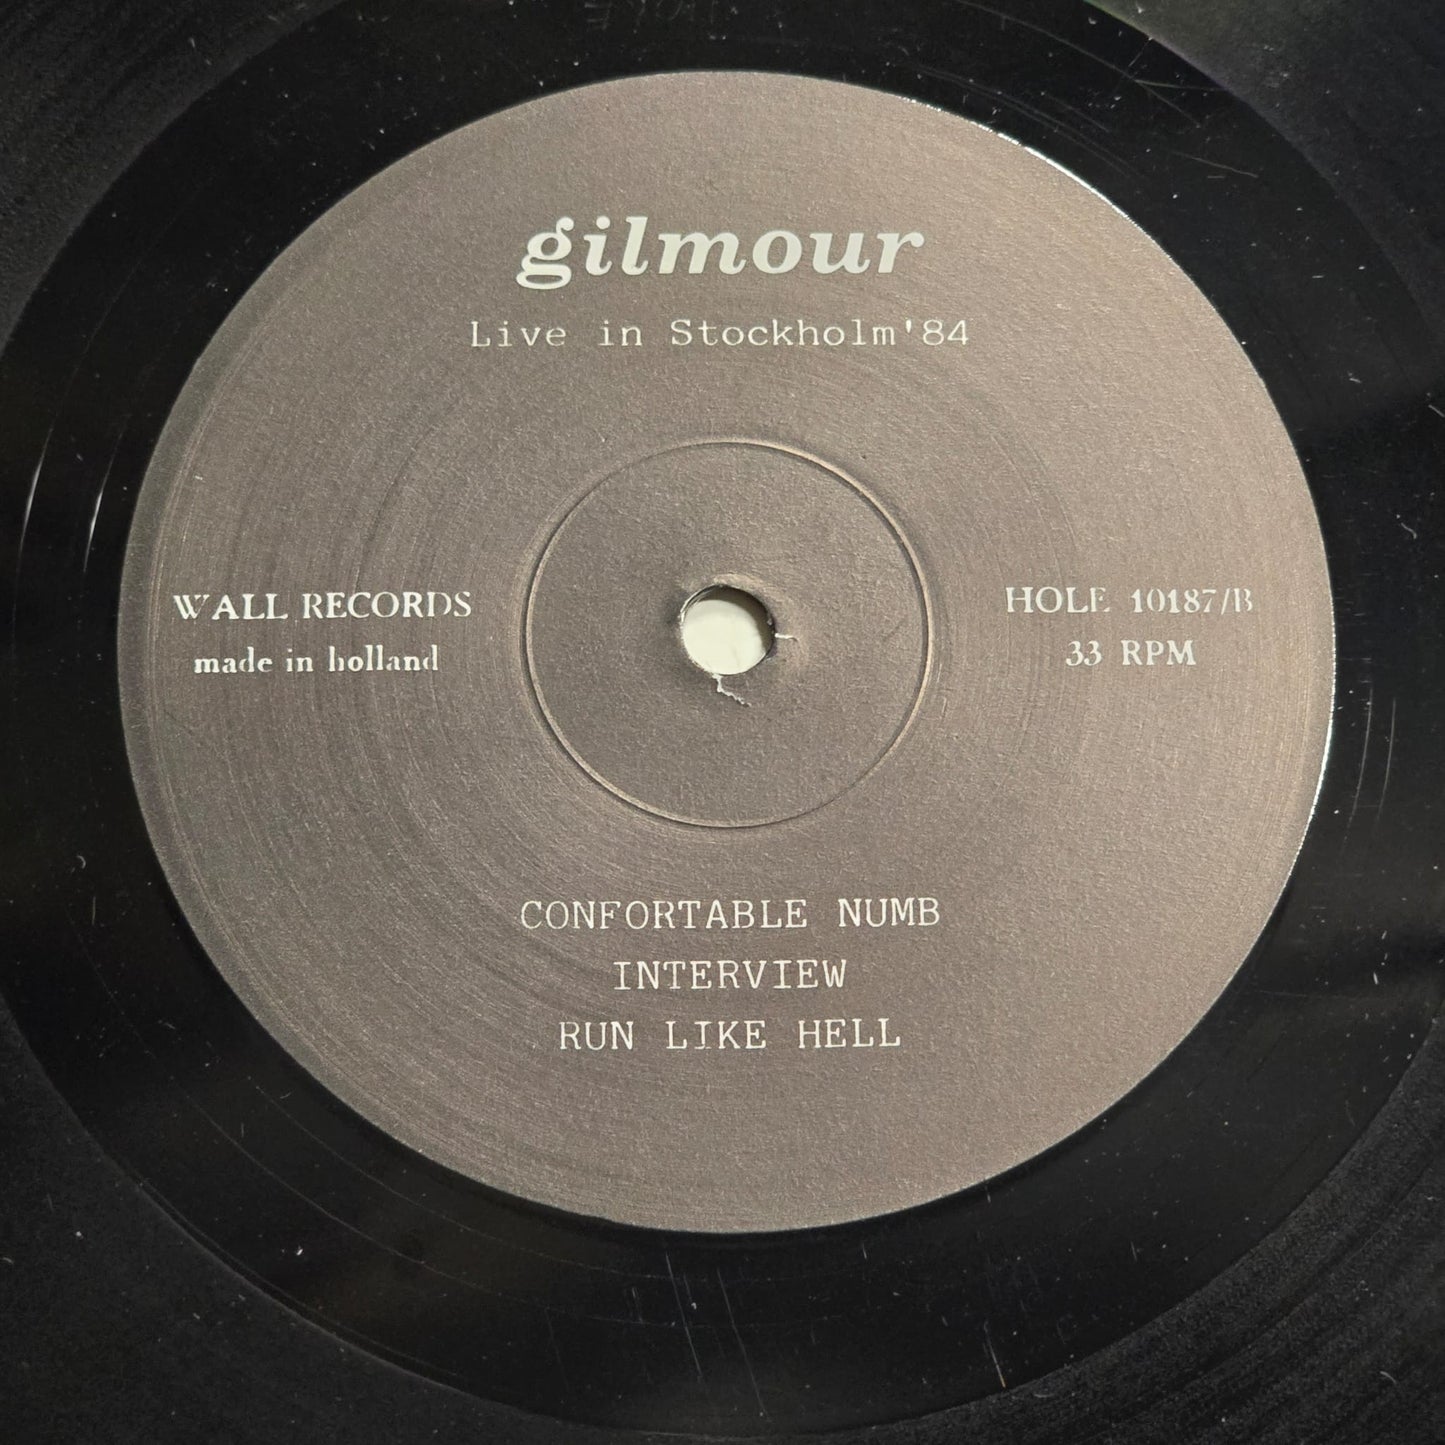 gilmour
Live in Stockholm '84
WALL RECORDS
made in holland
HOLE 10187/B
33 RPM
CONFORTABLE NUMB
INTERVIEW
RUN LIKE HELL